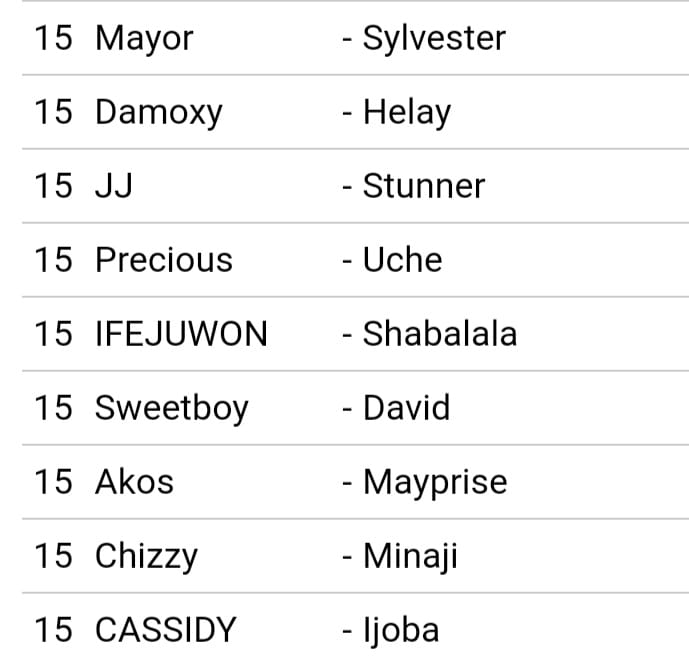 15 Mayor - Sylvester
15 Damoxy - Helay
15 JJ - Stunner
15 Precious - Uche
15 IFEJUWON - Shabalala
15 Sweetboy - David
15 Akos - Mayprise
15 Chizzy - Minaji
15 CASSIDY - Ijoba